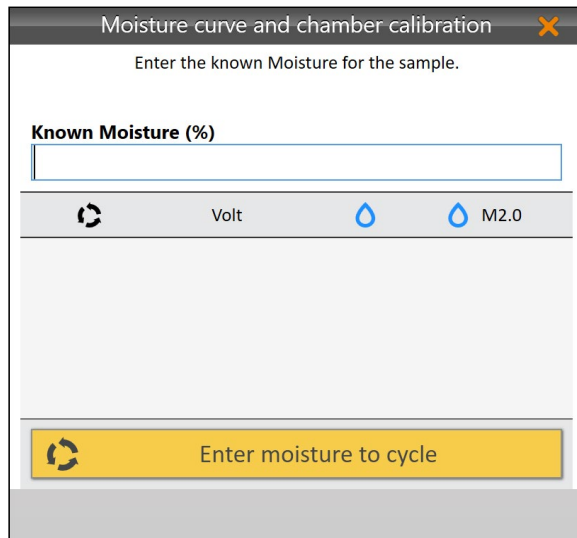 Moisture curve and chamber calibration
Enter the known Moisture for the sample.
Known Moisture (%)
Volt M2.0
Enter moisture to cycle